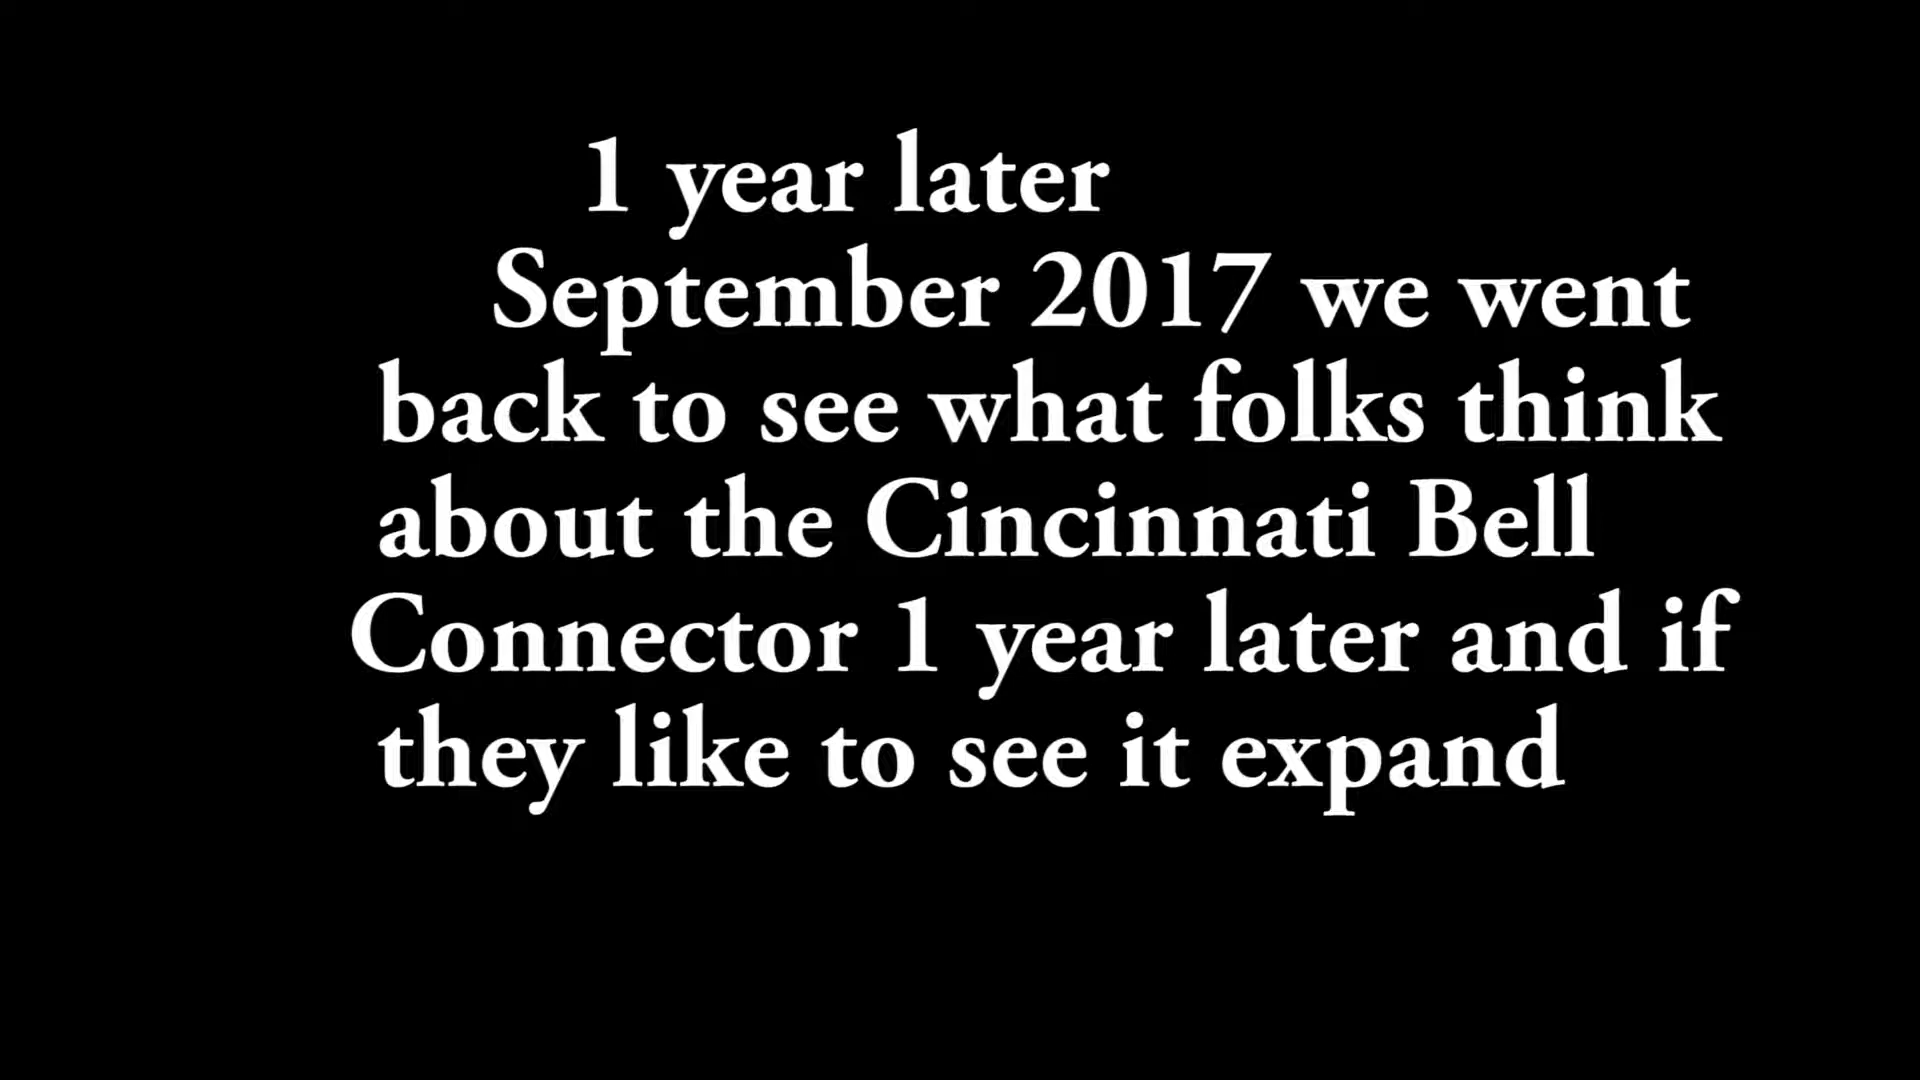 1 year later
September 2017 we went
back to see what folks think
about the Cincinnati Bell
Connector 1 year later and if
they like to see it expand